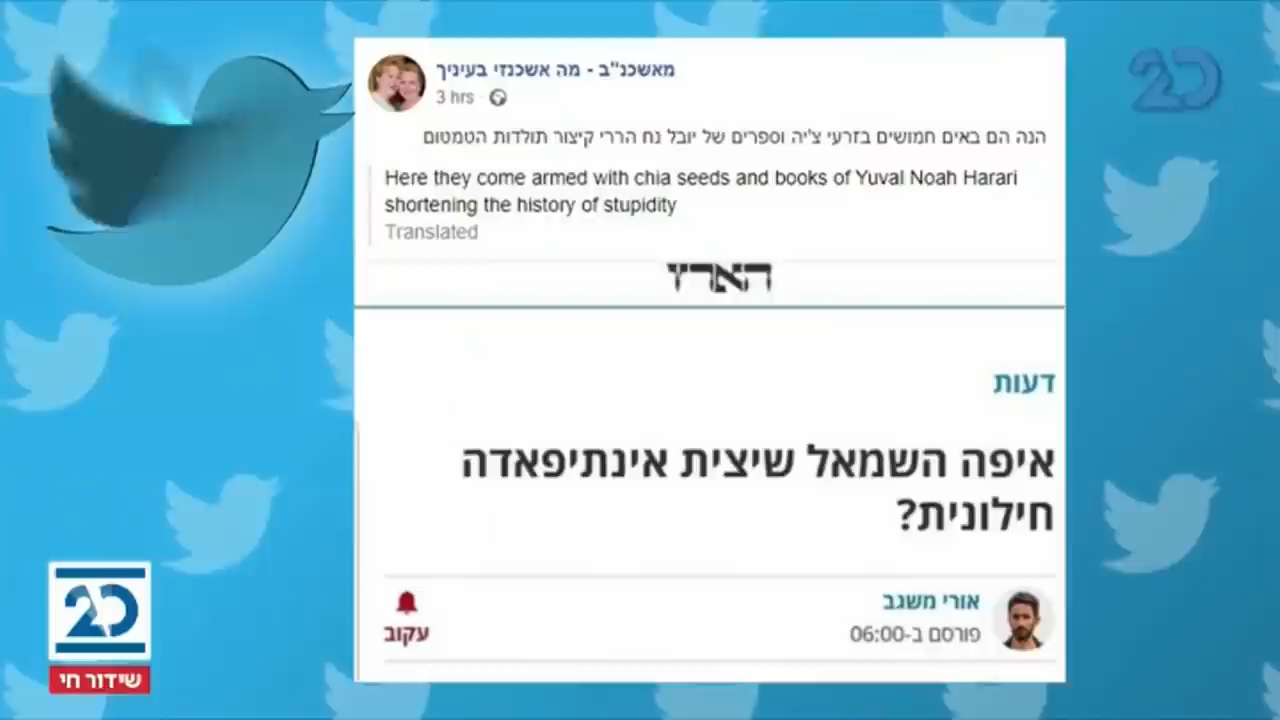 מאשכנ"ב - מה אשכנזי בעיניך
3 hrs
הנה הם באים חמושים בזרעי צ'יה וספרים של יובל נח הררי קיצור תולדות הטמטום
Here they come armed with chia seeds and books of Yuval Noah Harari
shortening the history of stupidity
Translated
הארץ
דעות
איפה השמאל שיצית אינתיפאדה
חילונית?
אורי משגב
פורסם ב-06:00
עקוב
20
20
שידור חי